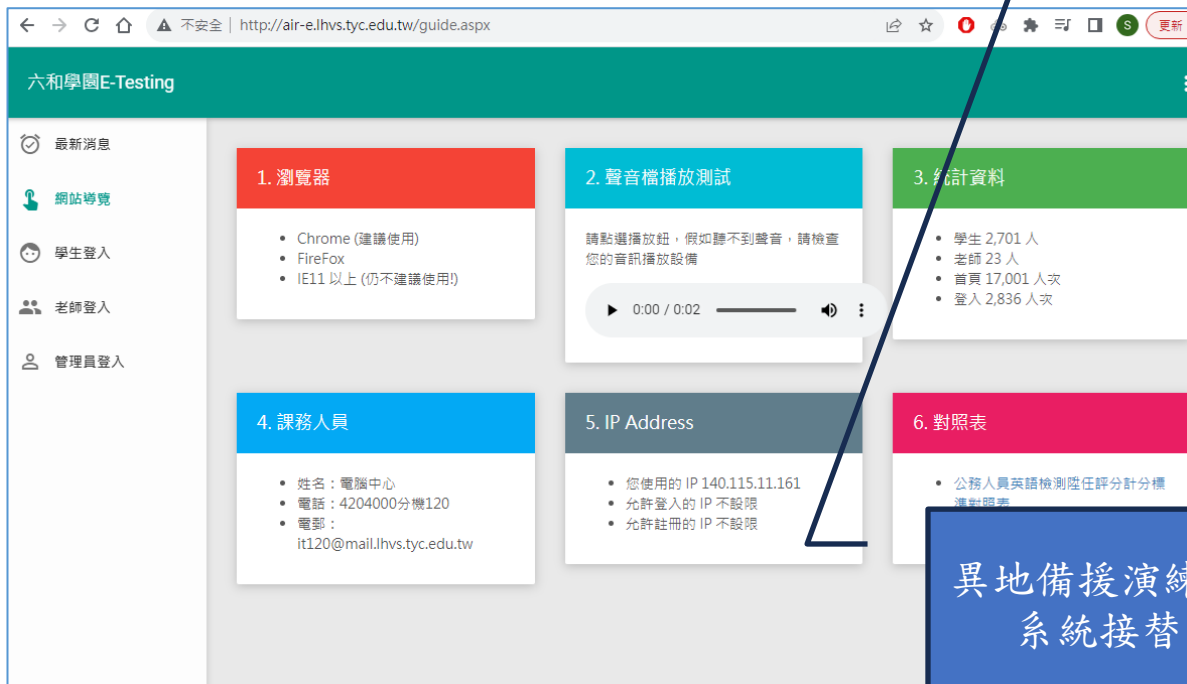 不安全 | http://air-e.lhvs.tyc.edu.tw/guide.aspx
S
更新
六和學園E-Testing
最新消息
網站導覽
學生登入
老師登入
管理員登入
1. 瀏覽器
Chrome (建議使用)
FireFox
IE11 以上 (仍不建議使用!)
2. 聲音檔播放測試
請點選播放鈕，假如聽不到聲音，請檢查
您的音訊播放設備
0:00 / 0:02
3. 統計資料
學生 2,701 人
老師 23 人
首頁 17,001 人次
登入 2,836 人次
4. 課務人員
姓名：電腦中心
電話：4204000分機120
電郵：
it120@mail.lhvs.tyc.edu.tw
5. IP Address
您使用的 IP 140.115.11.161
允許登入的 IP 不設限
允許註冊的 IP 不設限
6. 對照表
公務人員英語檢測陞任評分計分標
準對照表
異地備援演練
系統接替